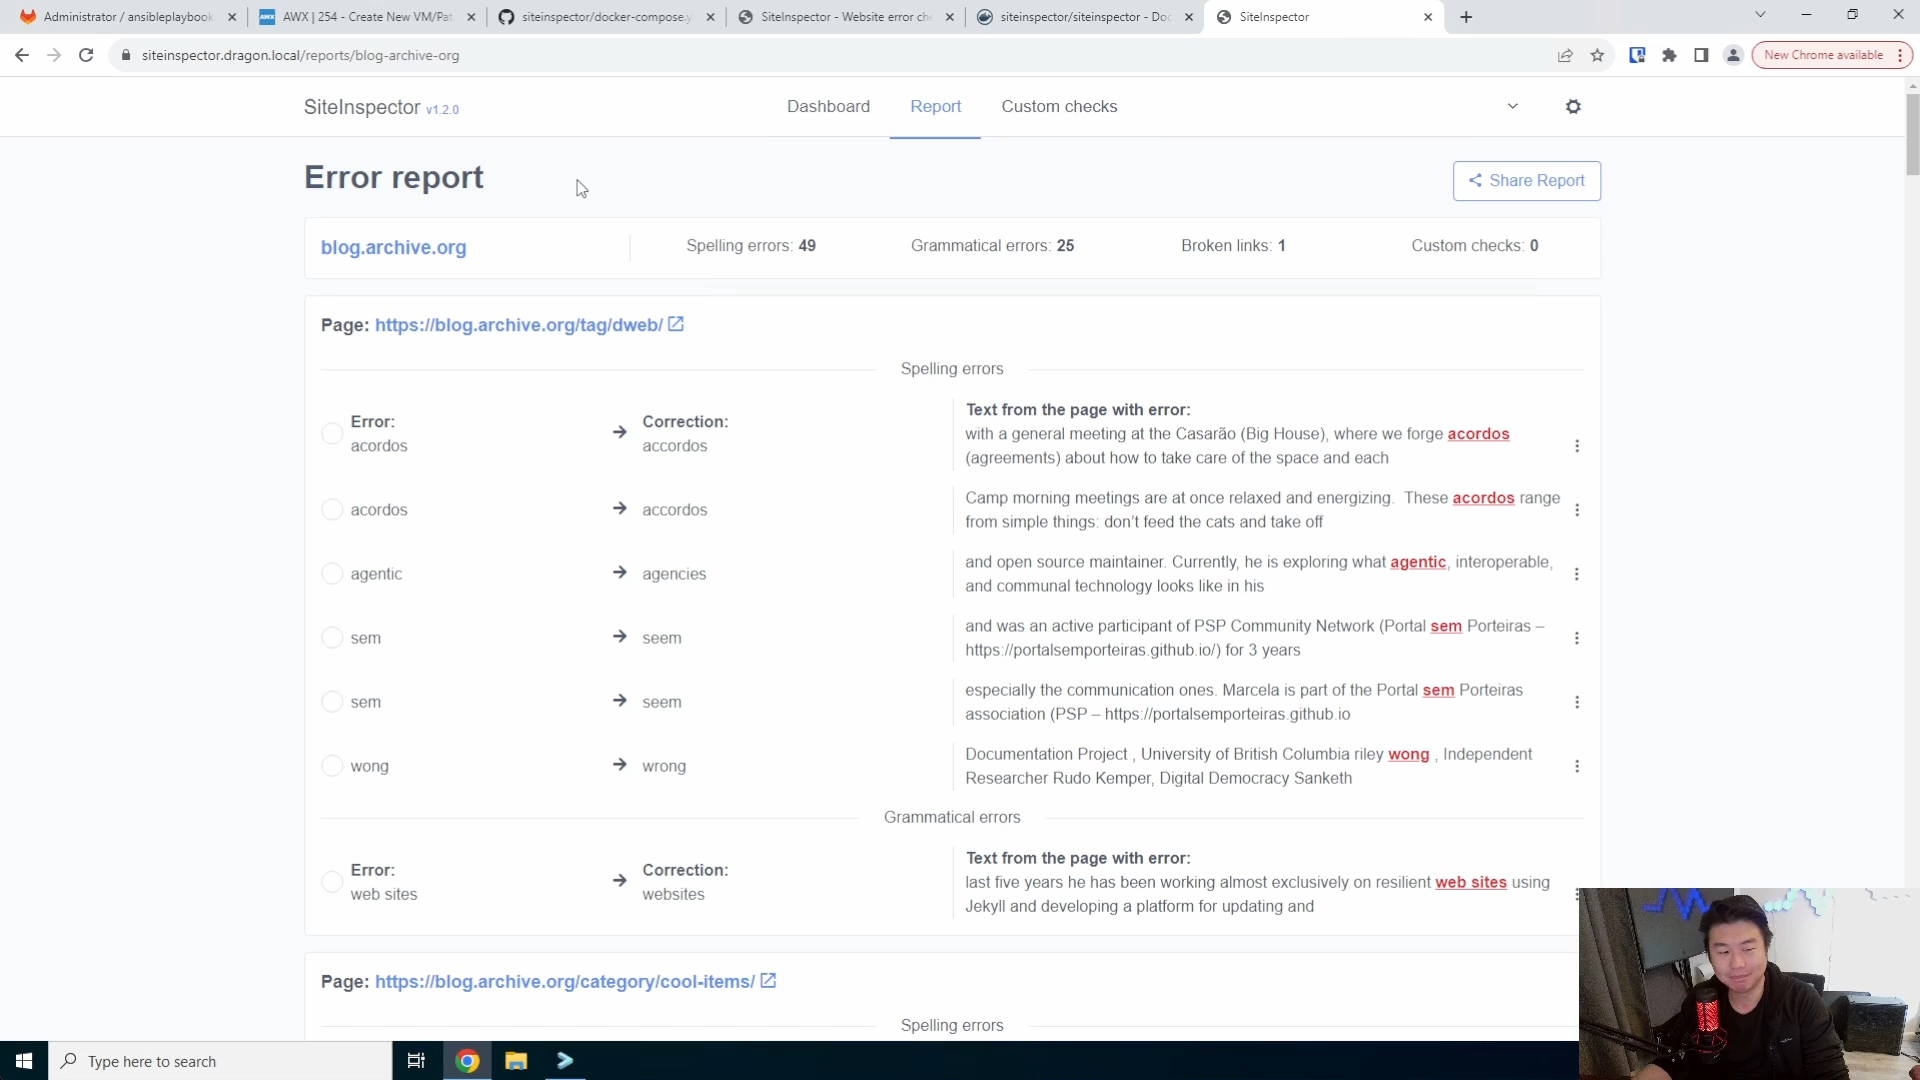 Administrator / ansibleplaybook
AWX | 254 - Create New VM/Pat
siteinspector/docker-compose.y
SiteInspector - Website error che
siteinspector/siteinspector - Doc
SiteInspector
siteinspector.dragon.local/reports/blog-archive-org
New Chrome available
SiteInspector v1.2.0
Dashboard
Report
Custom checks
Error report
Share Report
blog.archive.org
Spelling errors: 49
Grammatical errors: 25
Broken links: 1
Custom checks: 0
Page: https://blog.archive.org/tag/dweb/
Spelling errors
Error:
acordos
Correction:
accordos
Text from the page with error:
with a general meeting at the Casarão (Big House), where we forge acordos
(agreements) about how to take care of the space and each
acordos
accordos
Camp morning meetings are at once relaxed and energizing.  These acordos range
from simple things: don't feed the cats and take off
agentic
agencies
and open source maintainer. Currently, he is exploring what agentic, interoperable,
and communal technology looks like in his
sem
seem
and was an active participant of PSP Community Network (Portal sem Porteiras –
https://portalsemporteiras.github.io/) for 3 years
sem
seem
especially the communication ones. Marcela is part of the Portal sem Porteiras
association (PSP – https://portalsemporteiras.github.io
wong
wrong
Documentation Project , University of British Columbia riley wong , Independent
Researcher Rudo Kemper, Digital Democracy Sanketh
Grammatical errors
Error:
web sites
Correction:
websites
Text from the page with error:
last five years he has been working almost exclusively on resilient web sites using
Jekyll and developing a platform for updating and
Page: https://blog.archive.org/category/cool-items/
Spelling errors
Type here to search